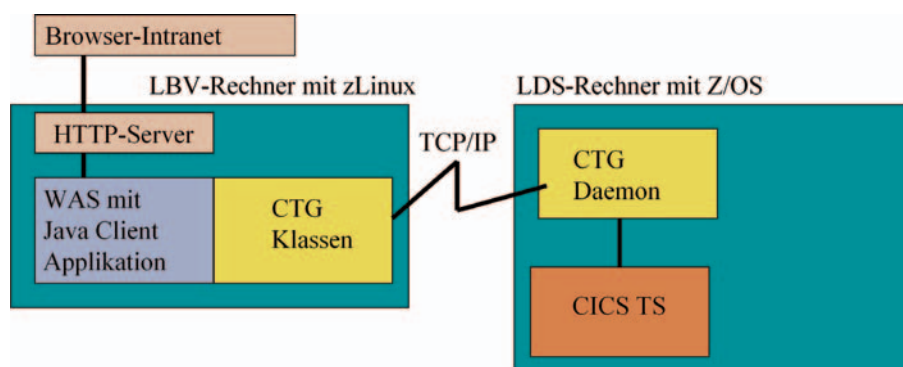 Browser-Intranet
LBV-Rechner mit zLinux
LDS-Rechner mit Z/OS
HTTP-Server
TCP/IP
WAS mit
Java Client
Applikation
CTG
Klassen
CTG
Daemon
CICS TS